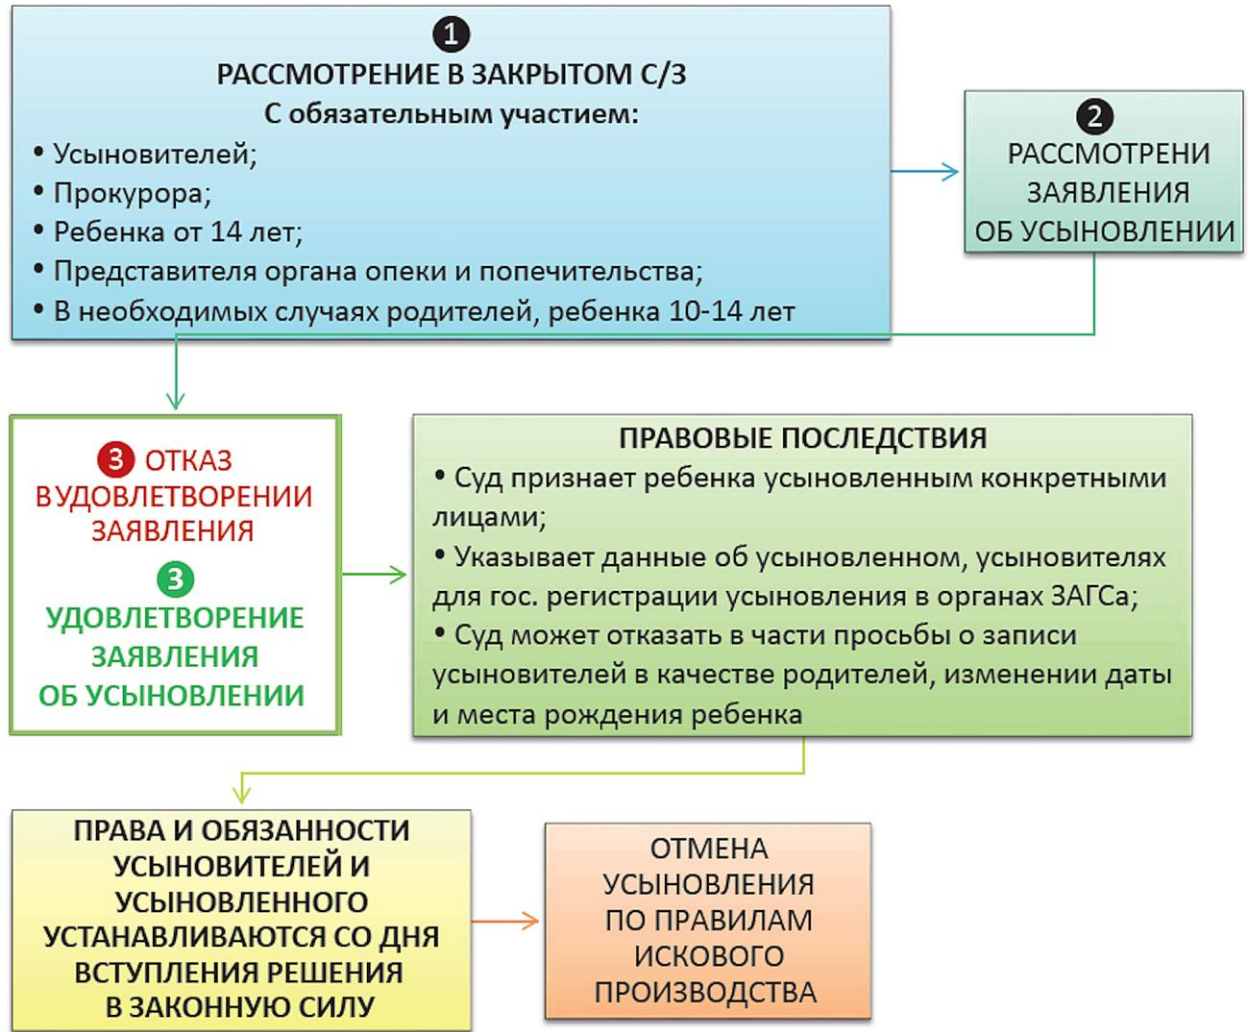 1
РАССМОТРЕНИЕ В ЗАКРЫТОМ С/З
С обязательным участием:
• Усыновителей;
• Прокурора;
• Ребенка от 14 лет;
• Представителя органа опеки и попечительства;
• В необходимых случаях родителей, ребенка 10-14 лет
2
РАССМОТРЕНИ
ЗАЯВЛЕНИЯ
ОБ УСЫНОВЛЕНИИ
3 ОТКАЗ
В УДОВЛЕТВОРЕНИИ
ЗАЯВЛЕНИЯ
3
УДОВЛЕТВОРЕНИЕ
ЗАЯВЛЕНИЯ
ОБ УСЫНОВЛЕНИИ
ПРАВОВЫЕ ПОСЛЕДСТВИЯ
• Суд признает ребенка усыновленным конкретными
лицами;
• Указывает данные об усыновленном, усыновителях
для гос. регистрации усыновления в органах ЗАГСа;
• Суд может отказать в части просьбы о записи
усыновителей в качестве родителей, изменении даты
и места рождения ребенка
ПРАВА И ОБЯЗАННОСТИ
УСЫНОВИТЕЛЕЙ И
УСЫНОВЛЕННОГО
УСТАНАВЛИВАЮТСЯ СО ДНЯ
ВСТУПЛЕНИЯ РЕШЕНИЯ
В ЗАКОННУЮ СИЛУ
ОТМЕНА
УСЫНОВЛЕНИЯ
ПО ПРАВИЛАМ
ИСКОВОГО
ПРОИЗВОДСТВА